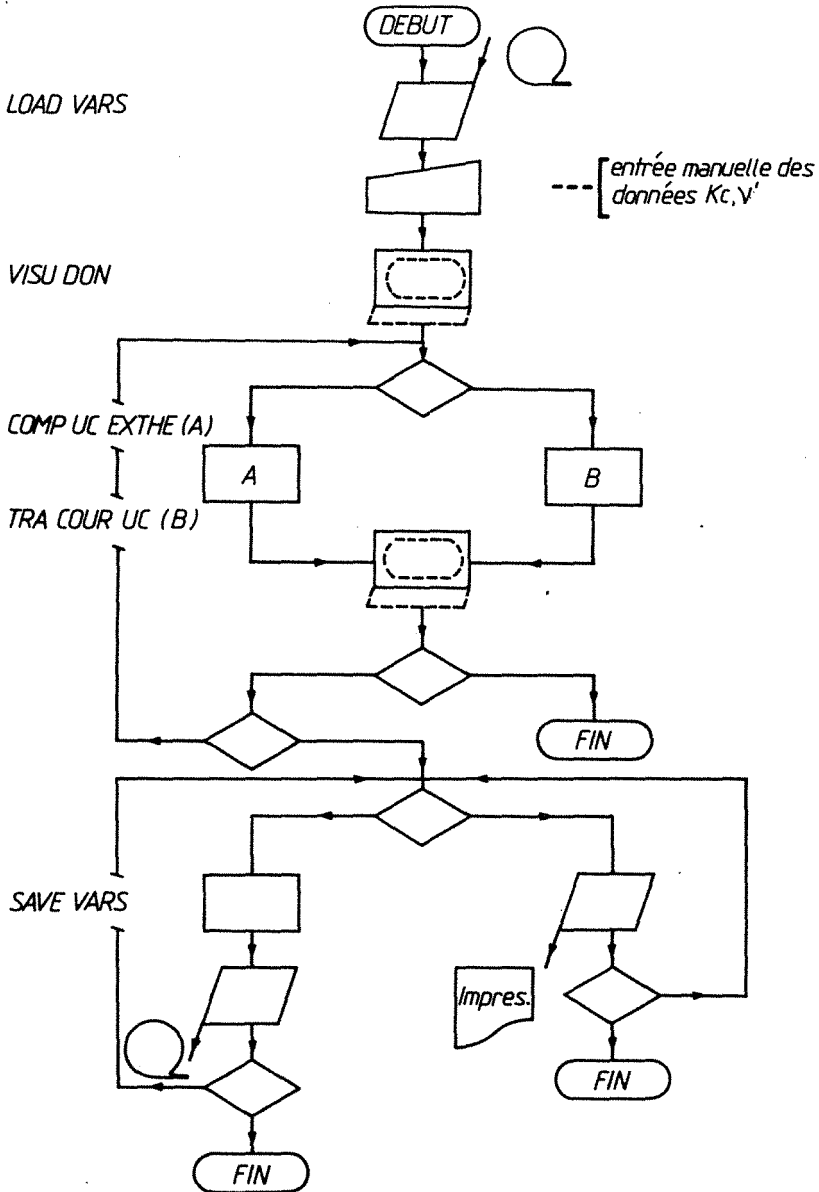 DEBUT
LOAD VARS
entrée manuelle des
données Kc, ν'
VISU DON
COMP UC EXTHE (A)
A
B
TRA COUR UC (B)
FIN
SAVE VARS
Impres.
FIN
FIN